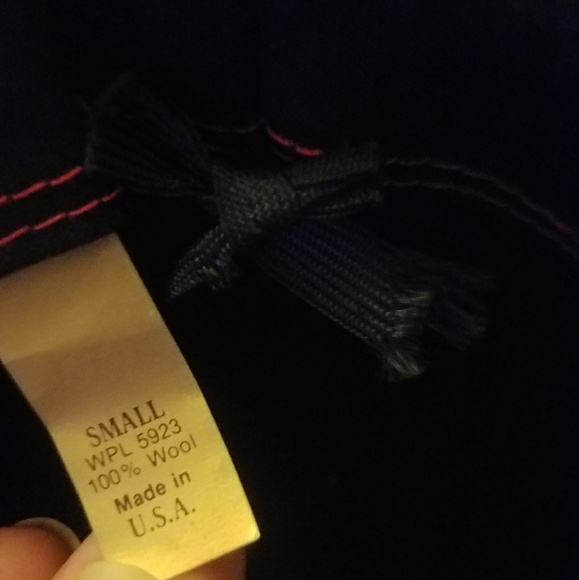 SMALL
WPL 5923
100% Wool
Made in
U.S.A.